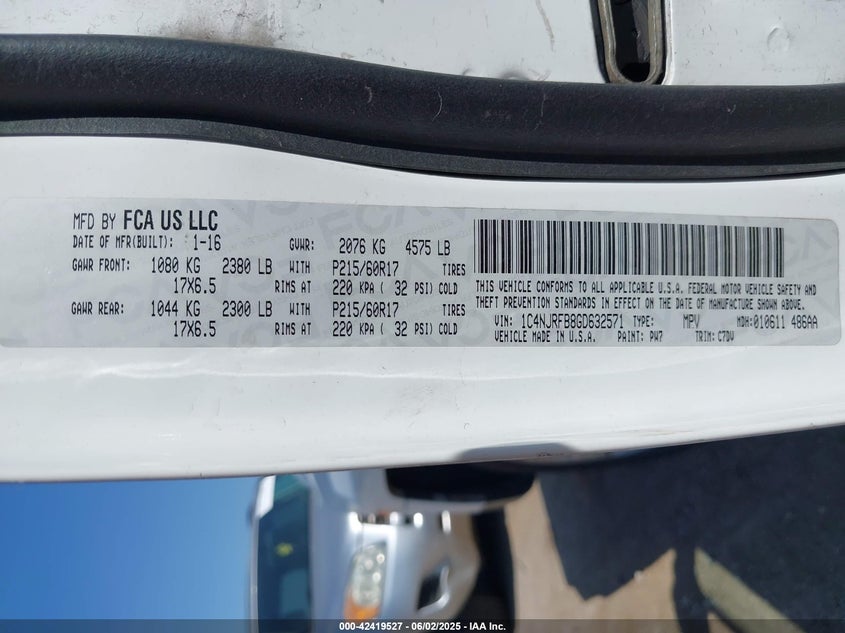 MFD BY FCA US LLC
DATE OF MFR(BUILT): 1-16 GVWR: 2076 KG 4575 LB
GAWR FRONT: 1080 KG 2380 LB WITH P215/60R17 TIRES
17X6.5 RIMS AT 220 KPA ( 32 PSI) COLD
GAWR REAR: 1044 KG 2300 LB WITH P215/60R17 TIRES
17X6.5 RIMS AT 220 KPA ( 32 PSI) COLD
THIS VEHICLE CONFORMS TO ALL APPLICABLE U.S.A. FEDERAL MOTOR VEHICLE SAFETY AND
THEFT PREVENTION STANDARDS IN EFFECT ON THE DATE OF MANUFACTURE SHOWN ABOVE.
VIN: 1C4NJRFB8GD632571 TYPE: MPV MDH:010611 486AA
VEHICLE MADE IN U.S.A. PAINT: PW7 TRIM: C7DV
000-42419527 - 06/02/2025 - IAA Inc.